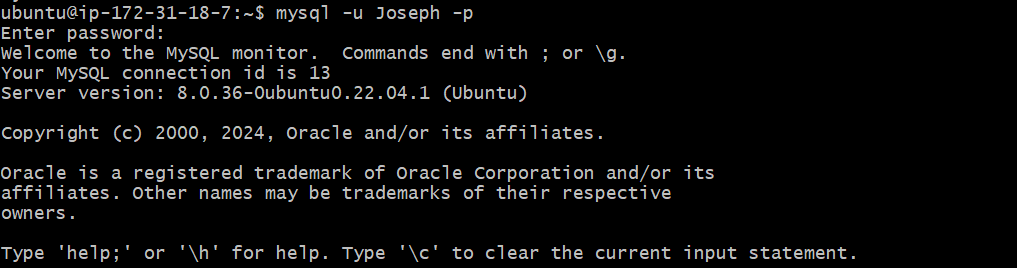 ubuntu@ip-172-31-18-7:~$ mysql -u Joseph -p
Enter password:
Welcome to the MySQL monitor.  Commands end with ; or \g.
Your MySQL connection id is 13
Server version: 8.0.36-0ubuntu0.22.04.1 (Ubuntu)

Copyright (c) 2000, 2024, Oracle and/or its affiliates.

Oracle is a registered trademark of Oracle Corporation and/or its
affiliates. Other names may be trademarks of their respective
owners.

Type 'help;' or '\h' for help. Type '\c' to clear the current input statement.